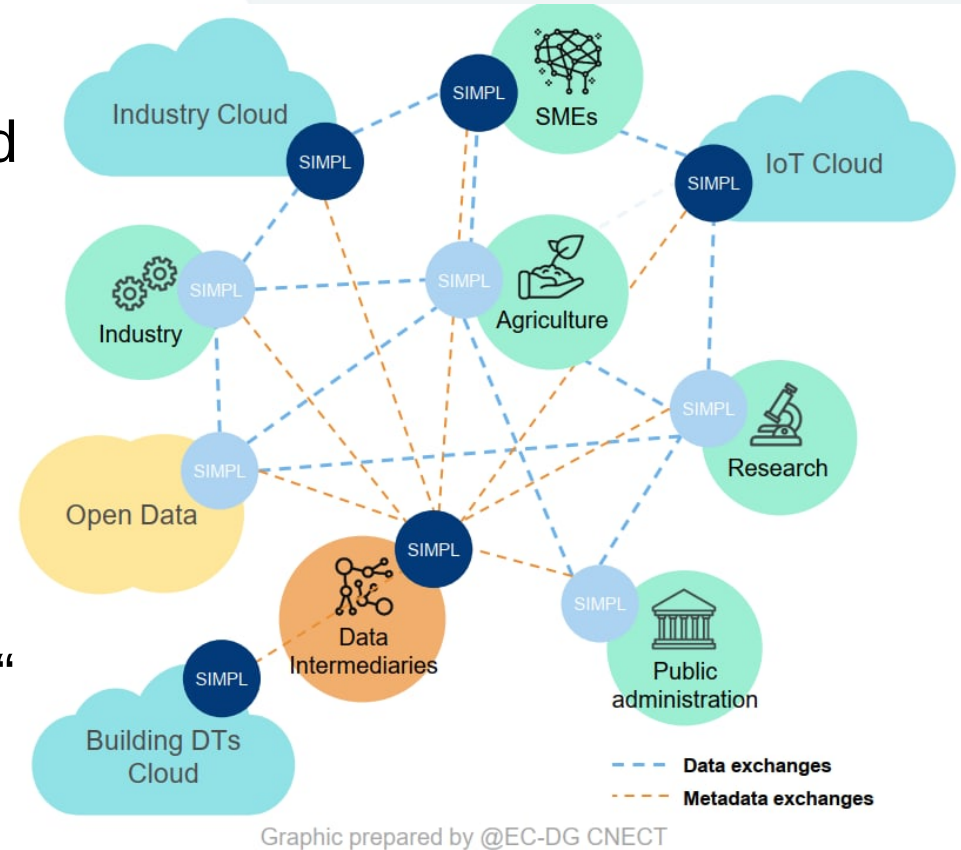 d
“
Industry Cloud
SIMPL
SIMPL
SMEs
SIMPL
IoT Cloud
SIMPL
Industry
SIMPL
Agriculture
SIMPL
Research
SIMPL
Open Data
SIMPL
Data
Intermediaries
SIMPL
Public
administration
SIMPL
Building DTs
Cloud
Data exchanges
Metadata exchanges
Graphic prepared by @EC-DG CNECT